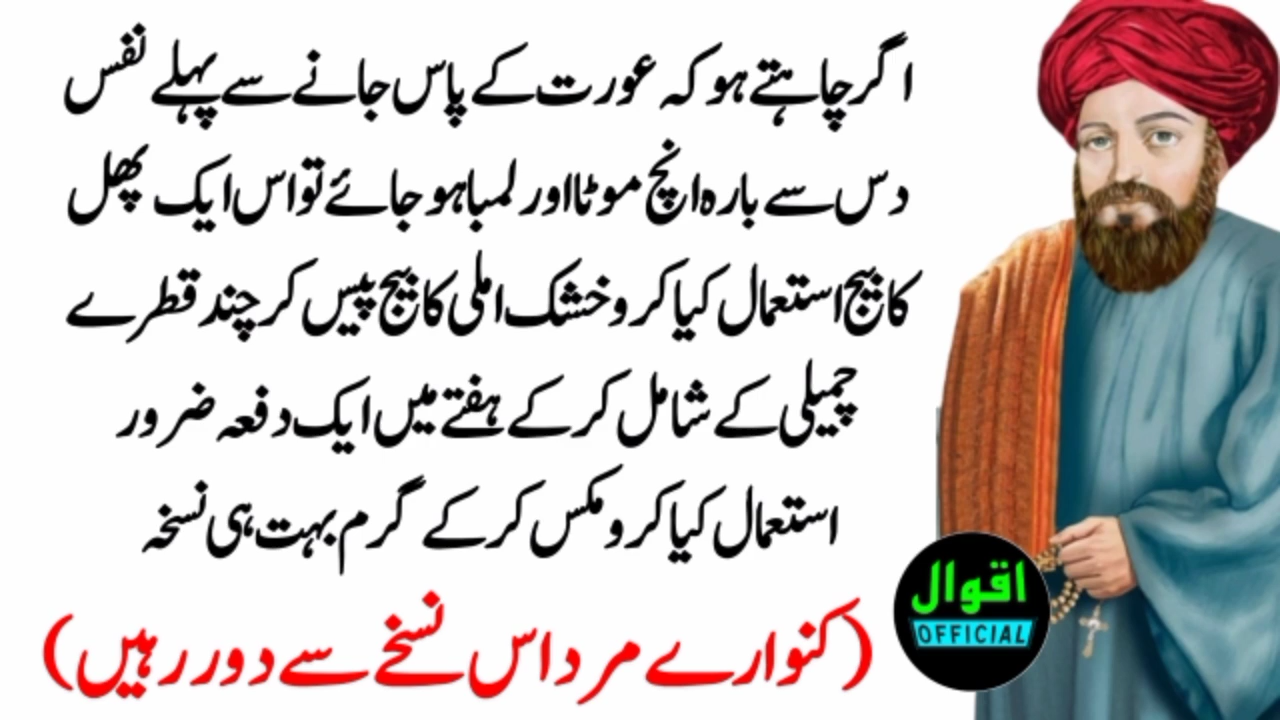 اگر چاہتے ہو کہ عورت کے پاس جانے سے پہلے نفس
دس سے بارہ انچ موٹا اور لمبا ہو جائے تو اس ایک پھل
کا بیج استعمال کیا کرو خشک املی کا بیج پیس کر چند قطرے
چمیلی کے شامل کر کے ہفتے میں ایک دفعہ ضرور
استعمال کیا کرو مکس کر کے گرم بہت ہی نسخہ
(کنوارے مرد اس نسخے سے دور رہیں)
اقوال
OFFICIAL